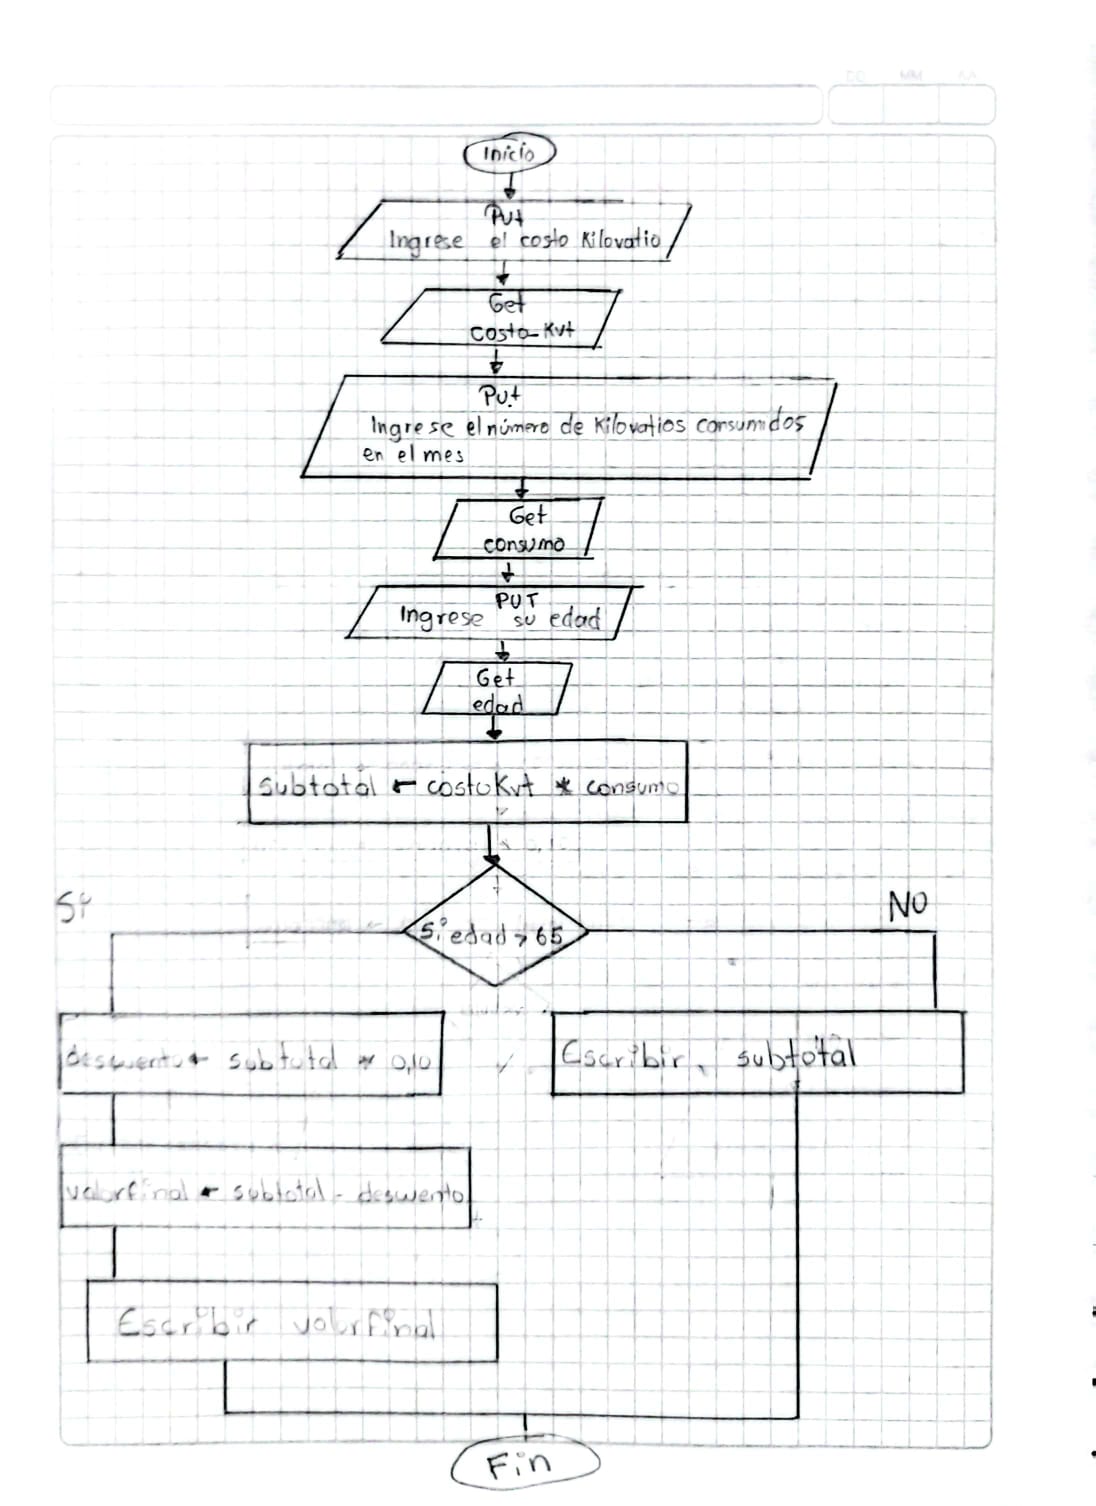 DD MM AA
Inicio
Put
Ingrese el costo Kilovatio
Get
costo_Kvt
Put
Ingrese el número de Kilovatios consumidos
en el mes
Get
consumo
PUT
Ingrese su edad
Get
edad
subtotal ← costoKvt * consumo
Si
NO
Si edad > 65
descuento ← subtotal * 0,10
Escribir, subtotal
valorfinal ← subtotal - descuento
Escribir valorfinal
Fin